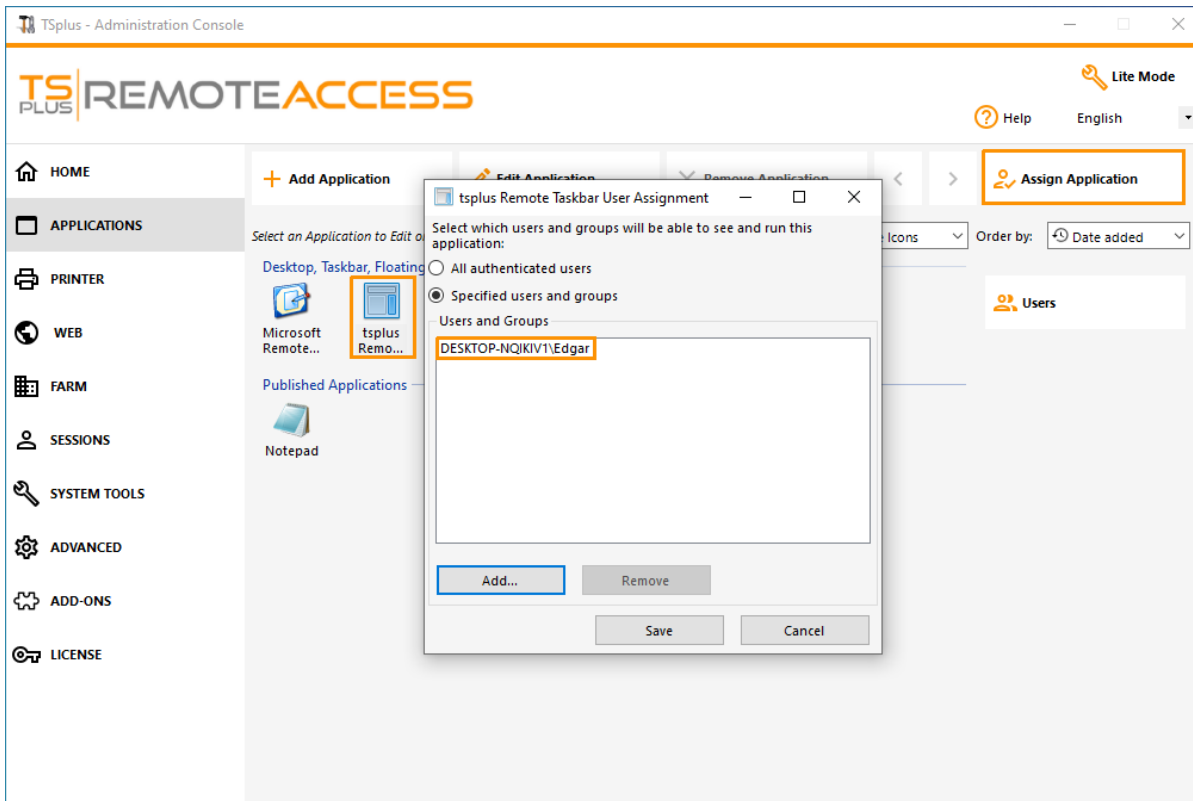 TSplus - Administration Console
TS PLUS REMOTEACCESS
Lite Mode
Help
English
HOME
APPLICATIONS
PRINTER
WEB
FARM
SESSIONS
SYSTEM TOOLS
ADVANCED
ADD-ONS
LICENSE
Add Application
Edit Application
Remove Application
Assign Application
Select an Application to Edit o
Icons
Order by:
Date added
Desktop, Taskbar, Floating
Microsoft
Remote...
tsplus
Remo...
Published Applications
Notepad
Users
tsplus Remote Taskbar User Assignment
Select which users and groups will be able to see and run this
application:
All authenticated users
Specified users and groups
Users and Groups
DESKTOP-NQIKIV1\Edgar
Add...
Remove
Save
Cancel